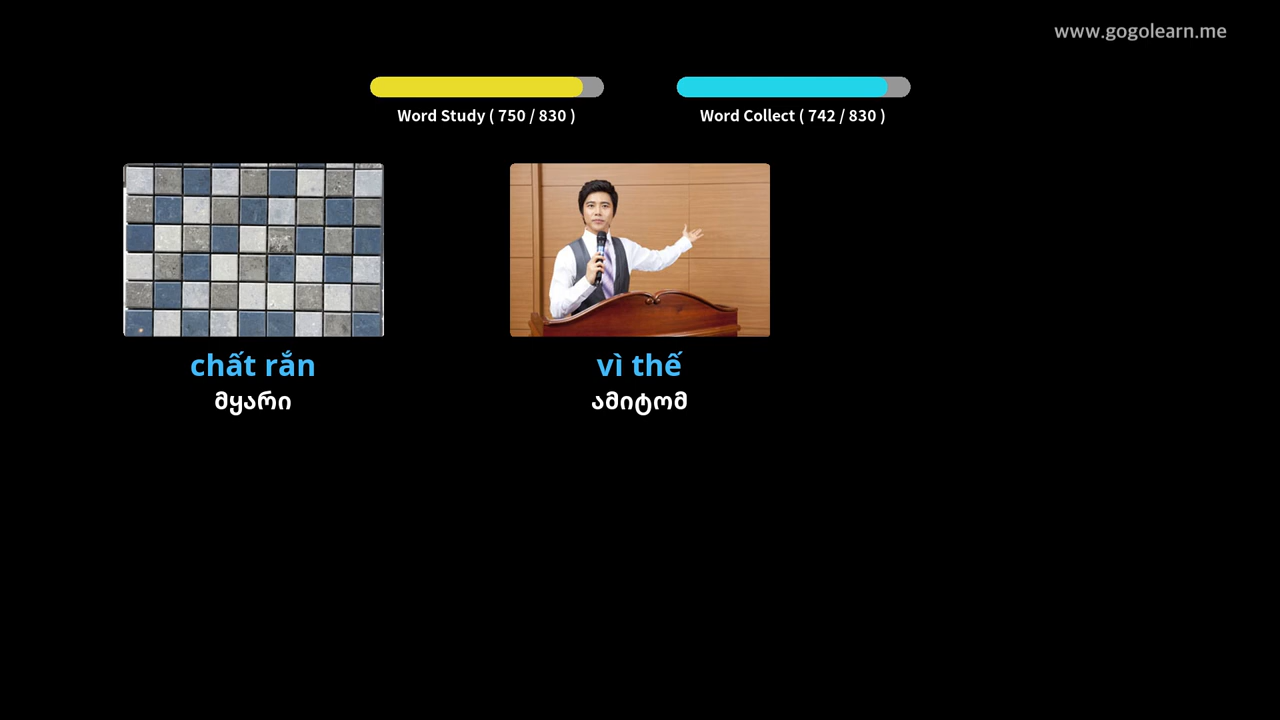 www.gogolearn.me
Word Study ( 750 / 830 )
Word Collect ( 742 / 830 )
chất rắn
მყარი
vì thế
ამიტომ